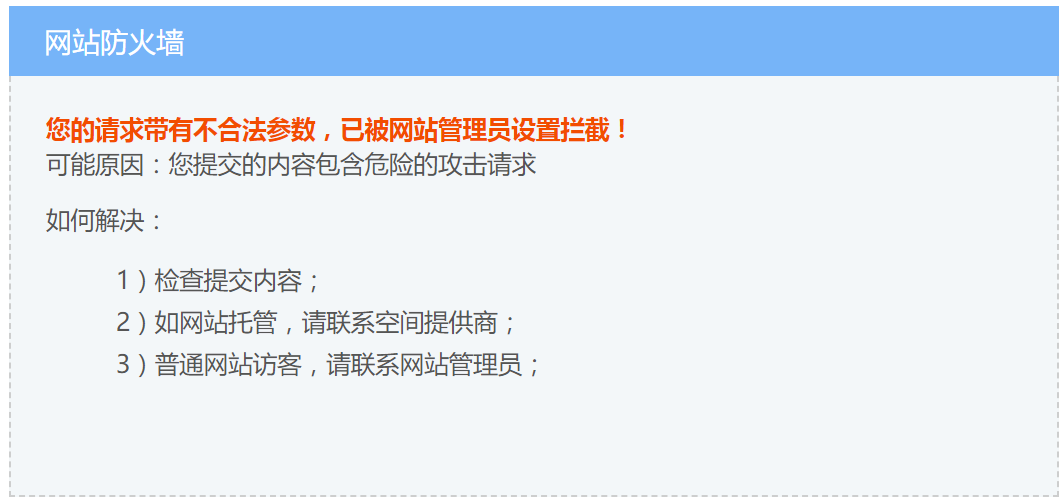 网站防火墙
您的请求带有不合法参数，已被网站管理员设置拦截！
可能原因：您提交的内容包含危险的攻击请求
如何解决：
1）检查提交内容；
2）如网站托管，请联系空间提供商；
3）普通网站访客，请联系网站管理员；